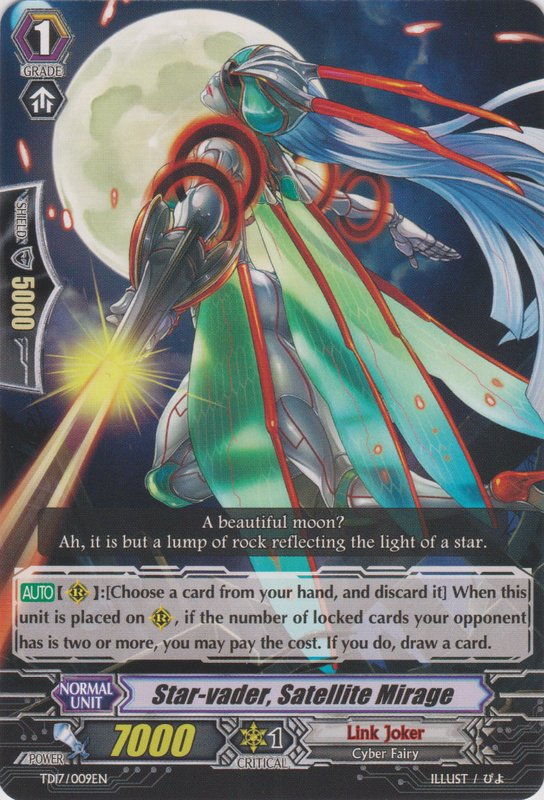 1
GRADE
SHIELD
5000
A beautiful moon?
Ah, it is but a lump of rock reflecting the light of a star.
AUTO【 R 】:[Choose a card from your hand, and discard it] When this
unit is placed on R , if the number of locked cards your opponent
has is two or more, you may pay the cost. If you do, draw a card.
NORMAL
UNIT
Star-vader, Satellite Mirage
POWER 7000
1
CRITICAL
Link Joker
Cyber Fairy
TD17/009EN
ILLUST / ぴよ